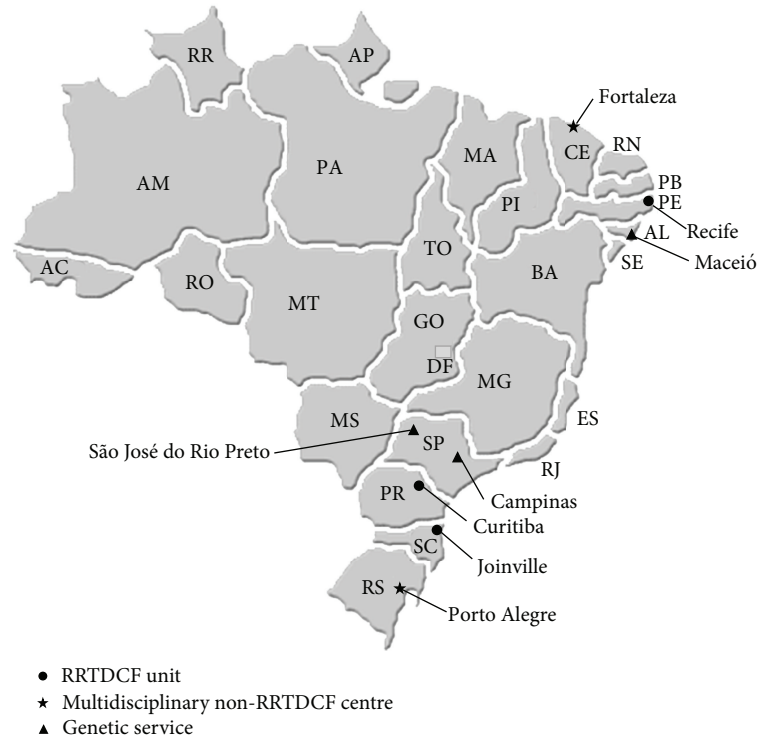 RR
AP
Fortaleza
CE
RN
MA
PA
AM
PB
PE
PI
Recife
AL
TO
Maceió
SE
AC
BA
RO
MT
GO
DF
MG
MS
ES
SP
São José do Rio Preto
RJ
PR
Campinas
Curitiba
SC
Joinville
RS
Porto Alegre
RRTDCF unit
Multidisciplinary non-RRTDCF centre
Genetic service